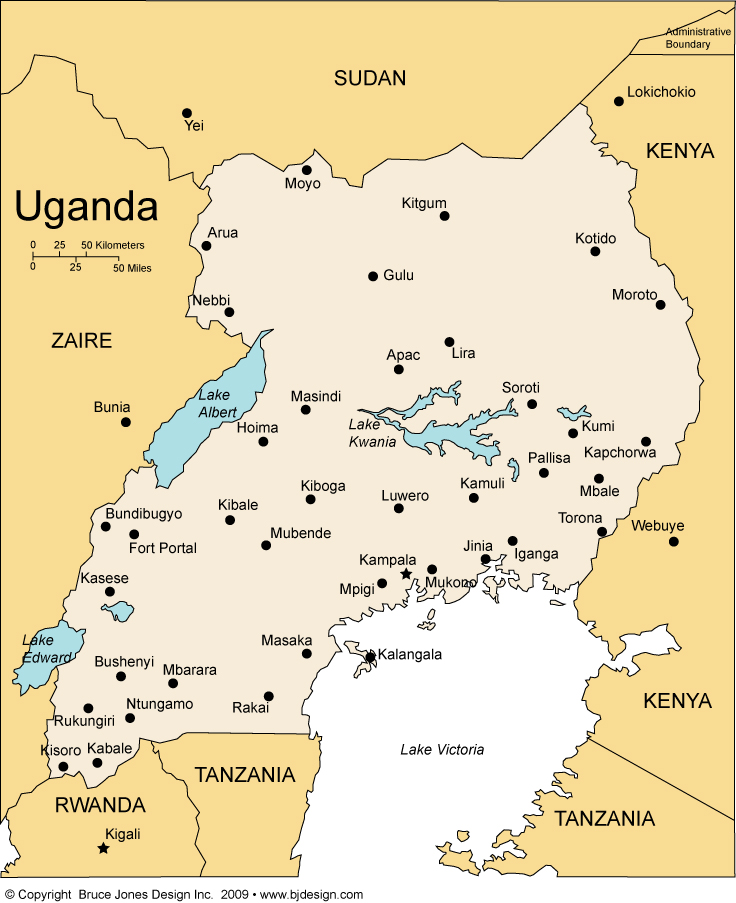 Administrative
Boundary
SUDAN
Lokichokio
Yei
KENYA
Moyo
Uganda
Kitgum
Arua
Kotido
0 25 50 Kilometers
0 25 50 Miles
Gulu
Moroto
Nebbi
ZAIRE
Apac
Lira
Lake
Albert
Masindi
Soroti
Bunia
Hoima
Lake
Kwania
Kumi
Kapchorwa
Pallisa
Kiboga
Kamuli
Mbale
Luwero
Kibale
Bundibugyo
Torona
Webuye
Mubende
Fort Portal
Jinia
Iganga
Kampala
Kasese
Mpigi
Mukono
Lake
Edward
Masaka
Kalangala
Bushenyi
Mbarara
Ntungamo
Rakai
KENYA
Rukungiri
Kisoro
Kabale
Lake Victoria
TANZANIA
RWANDA
TANZANIA
Kigali
© Copyright Bruce Jones Design Inc. 2009 • www.bjdesign.com